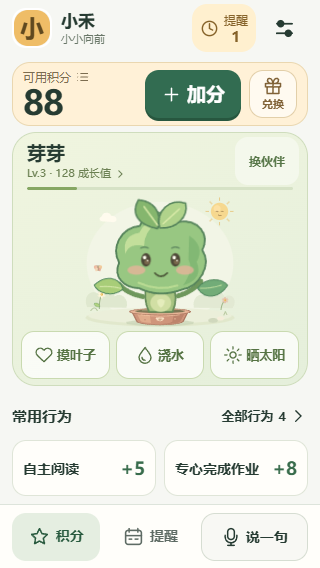 小
小禾
小小向前
提醒
1
可用积分
88
加分
兑换
芽芽
Lv.3 · 128 成长值
换伙伴
摸叶子
浇水
晒太阳
常用行为
全部行为 4
自主阅读 +5
专心完成作业 +8
积分
提醒
说一句